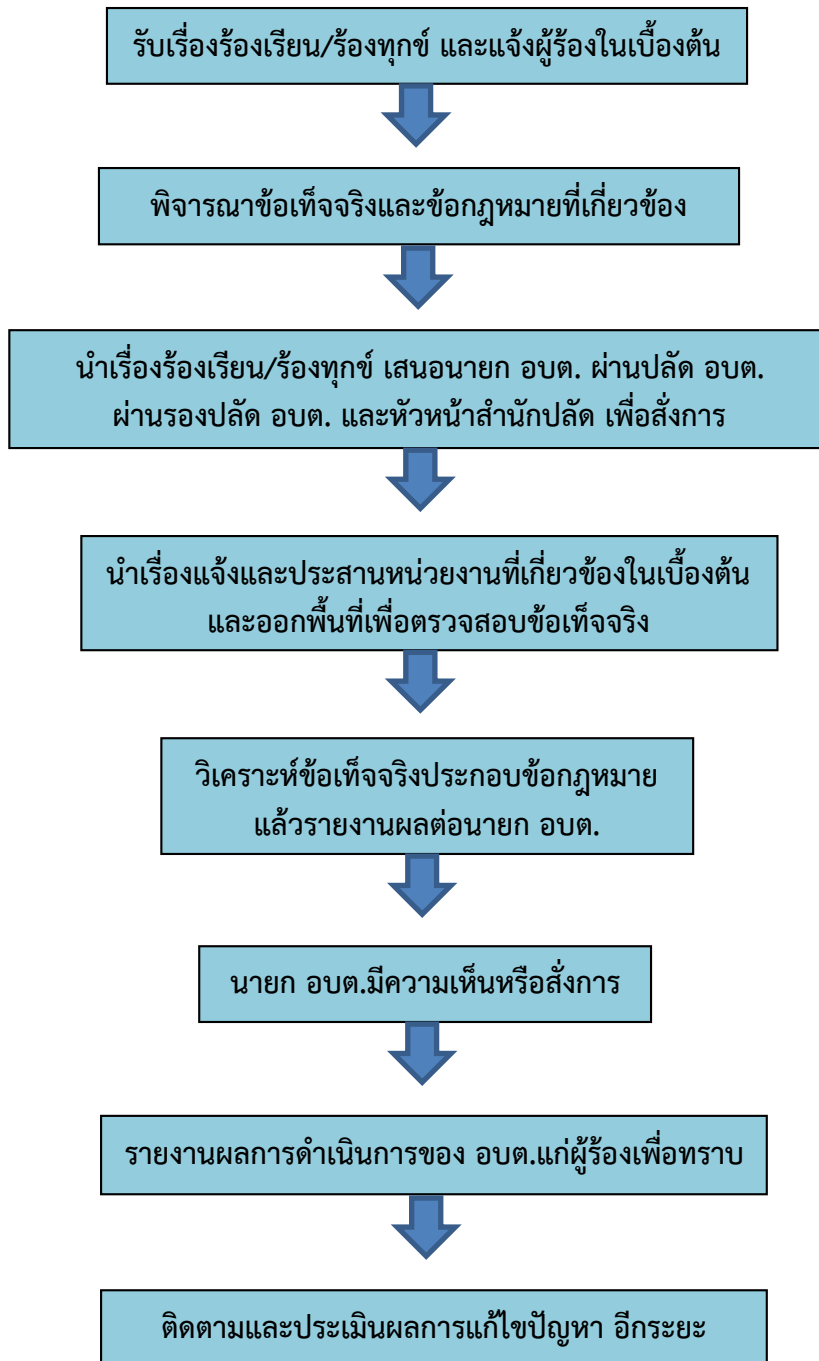 รับเรื่องร้องเรียน/ร้องทุกข์ และแจ้งผู้ร้องในเบื้องต้น
พิจารณาข้อเท็จจริงและข้อกฎหมายที่เกี่ยวข้อง
นำเรื่องร้องเรียน/ร้องทุกข์ เสนอนายก อบต. ผ่านปลัด อบต.
ผ่านรองปลัด อบต. และหัวหน้าสำนักปลัด เพื่อสั่งการ
นำเรื่องแจ้งและประสานหน่วยงานที่เกี่ยวข้องในเบื้องต้น
และออกพื้นที่เพื่อตรวจสอบข้อเท็จจริง
วิเคราะห์ข้อเท็จจริงประกอบข้อกฎหมาย
แล้วรายงานผลต่อนายก อบต.
นายก อบต.มีความเห็นหรือสั่งการ
รายงานผลการดำเนินการของ อบต.แก่ผู้ร้องเพื่อทราบ
ติดตามและประเมินผลการแก้ไขปัญหา อีกระยะ